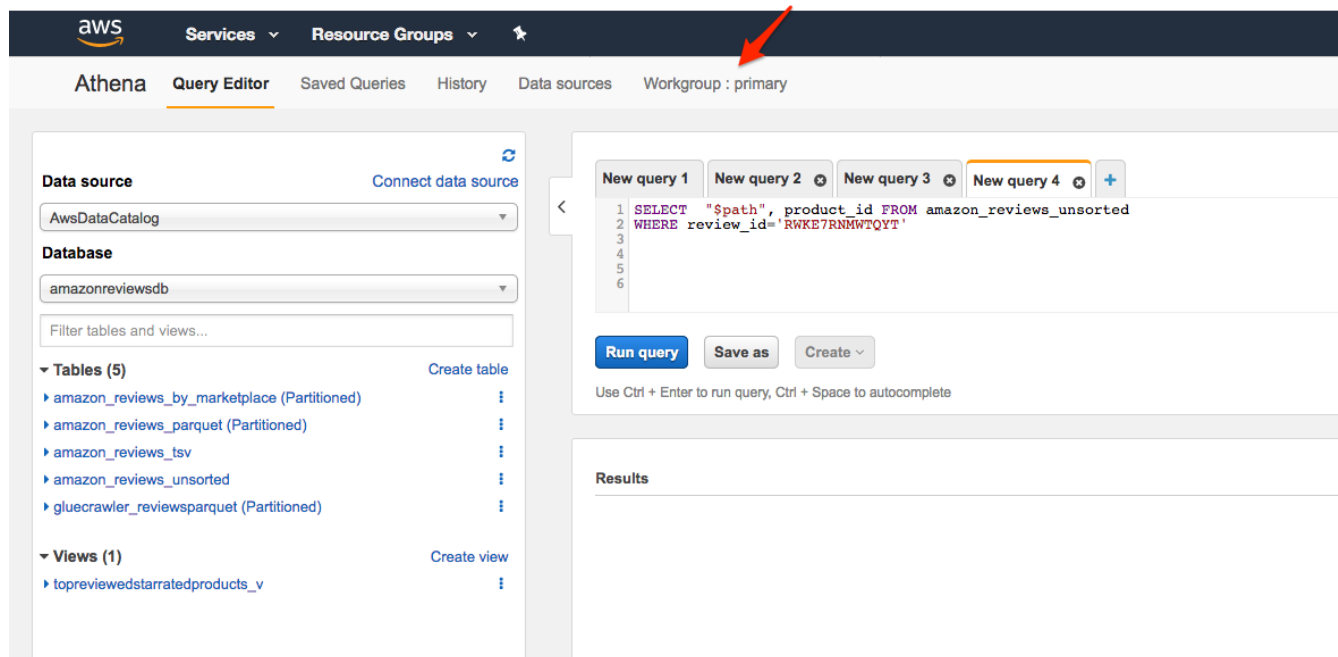 aws
Services Resource Groups
Athena Query Editor Saved Queries History Data sources Workgroup : primary
Data source Connect data source
AwsDataCatalog
Database
amazonreviewsdb
Filter tables and views...
Tables (5) Create table
amazon_reviews_by_marketplace (Partitioned)
amazon_reviews_parquet (Partitioned)
amazon_reviews_tsv
amazon_reviews_unsorted
gluecrawler_reviewsparquet (Partitioned)
Views (1) Create view
topreviewedstarratedproducts_v
New query 1 New query 2 New query 3 New query 4 +
1 SELECT "$path", product_id FROM amazon_reviews_unsorted
2 WHERE review_id='RWKE7RNMWTQYT'
3
4
5
6
Run query Save as Create
Use Ctrl + Enter to run query, Ctrl + Space to autocomplete
Results